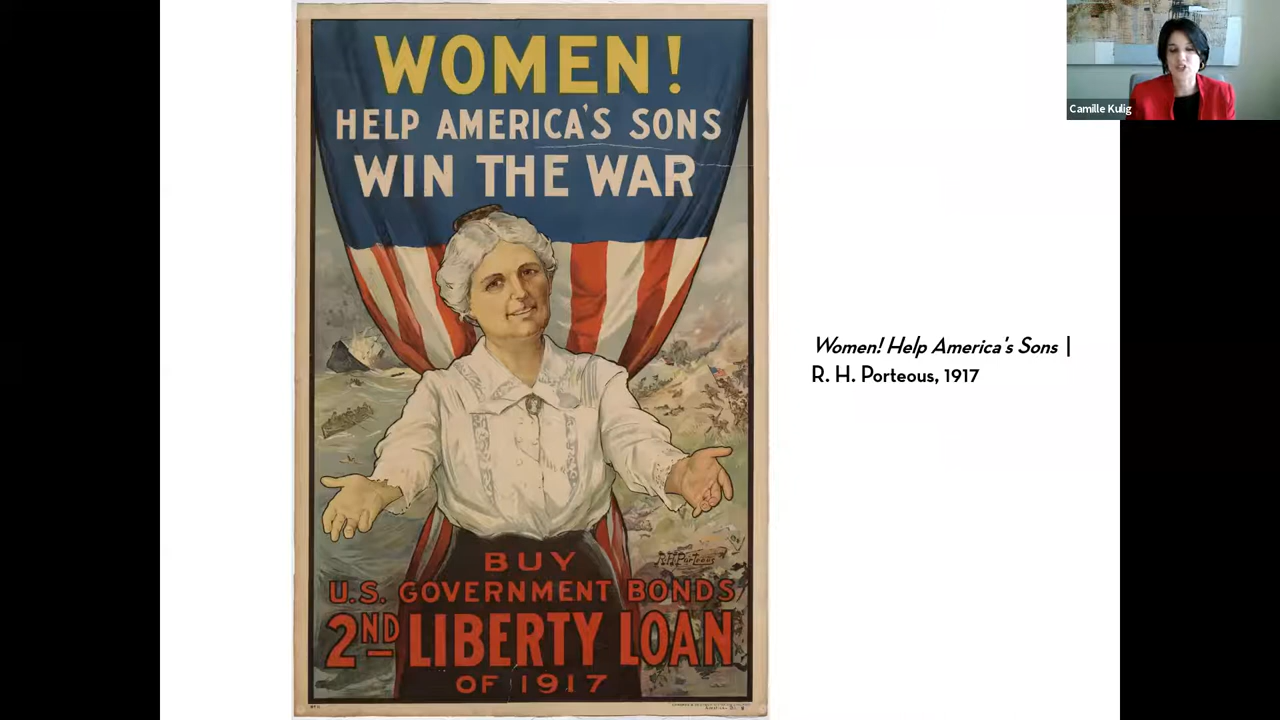 WOMEN!
HELP AMERICA'S SONS
WIN THE WAR
BUY
U.S. GOVERNMENT BONDS
2ND LIBERTY LOAN
OF 1917
R.H. Porteous
Women! Help America's Sons |
R. H. Porteous, 1917
Camille Kulig